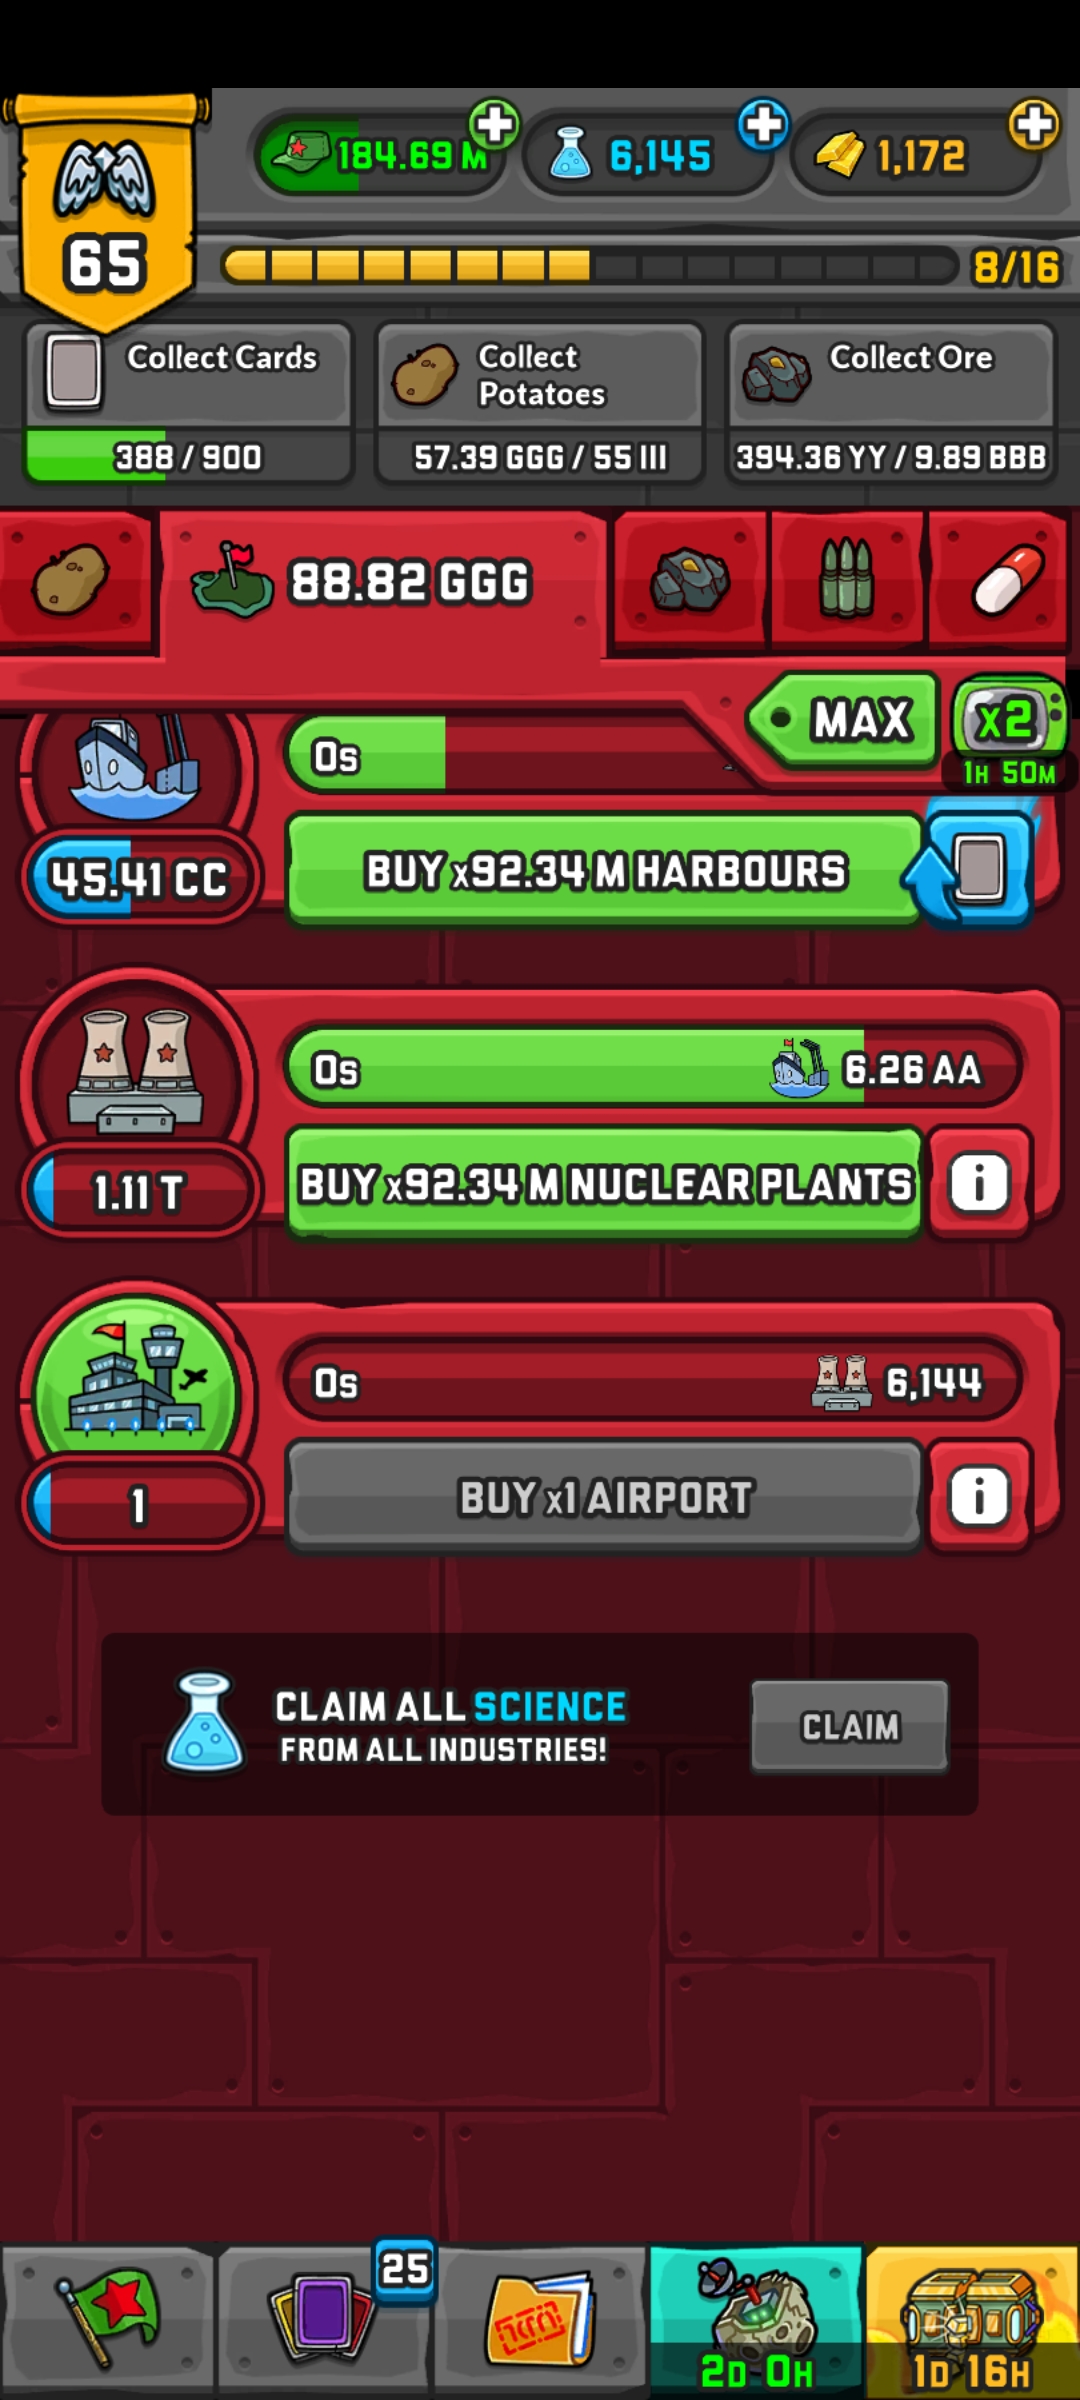 184.69 M
6,145
1,172
65
8/16
Collect Cards
388 / 900
Collect
Potatoes
57.39 GGG / 55 III
Collect Ore
394.36 YY / 9.89 BBB
88.82 GGG
MAX
x2
1H 50M
0s
45.41 CC
BUY x92.34 M HARBOURS
0s
6.26 AA
1.11 T
BUY x92.34 M NUCLEAR PLANTS
i
0s
6,144
1
BUY x1 AIRPORT
i
CLAIM ALL SCIENCE
FROM ALL INDUSTRIES!
CLAIM
25
2D 0H
1D 16H